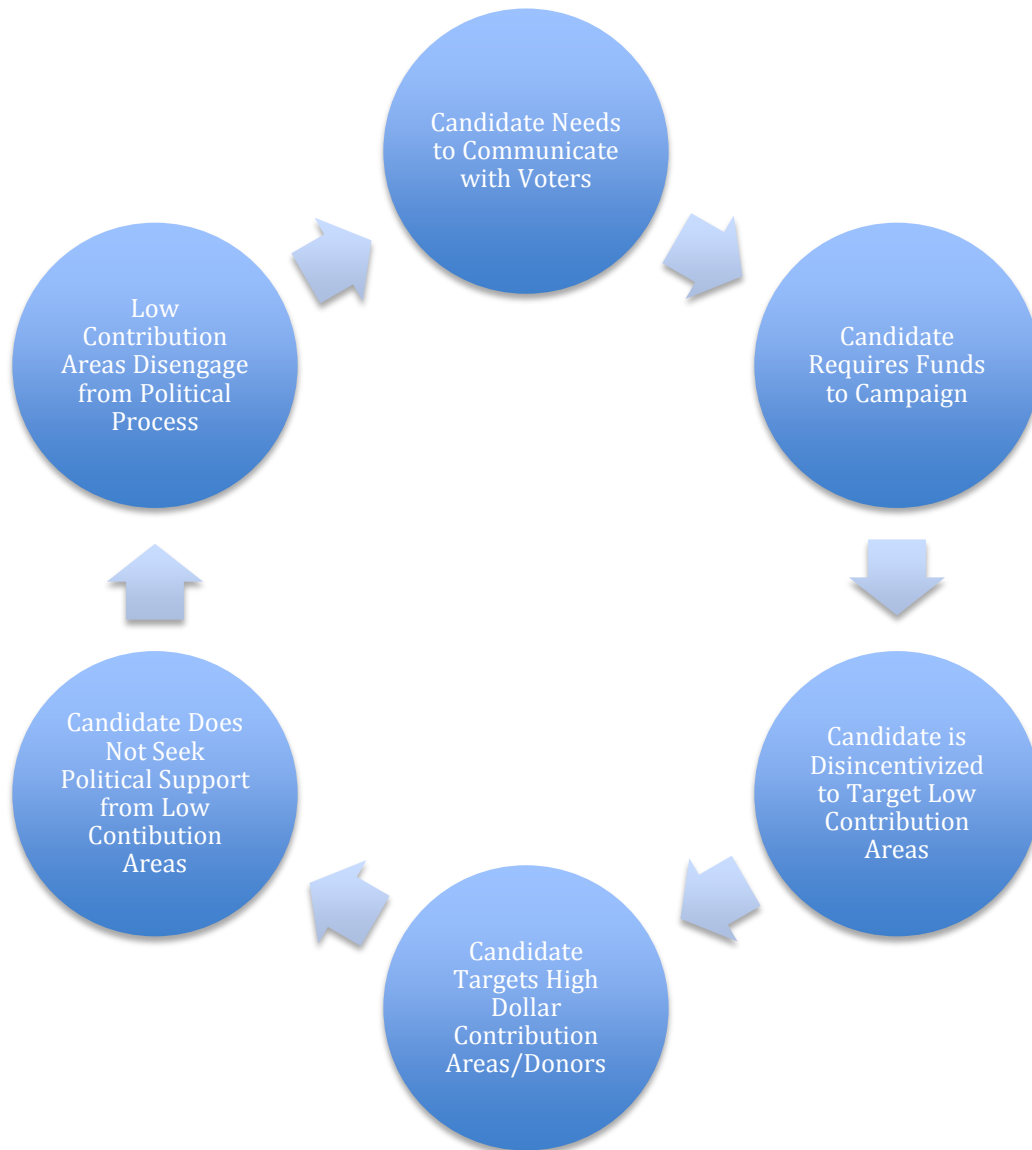 Candidate Needs
to Communicate
with Voters
Candidate
Requires Funds
to Campaign
Candidate is
Disincentivized
to Target Low
Contribution
Areas
Candidate
Targets High
Dollar
Contribution
Areas/Donors
Candidate Does
Not Seek
Political Support
from Low
Contibution
Areas
Low
Contribution
Areas Disengage
from Political
Process